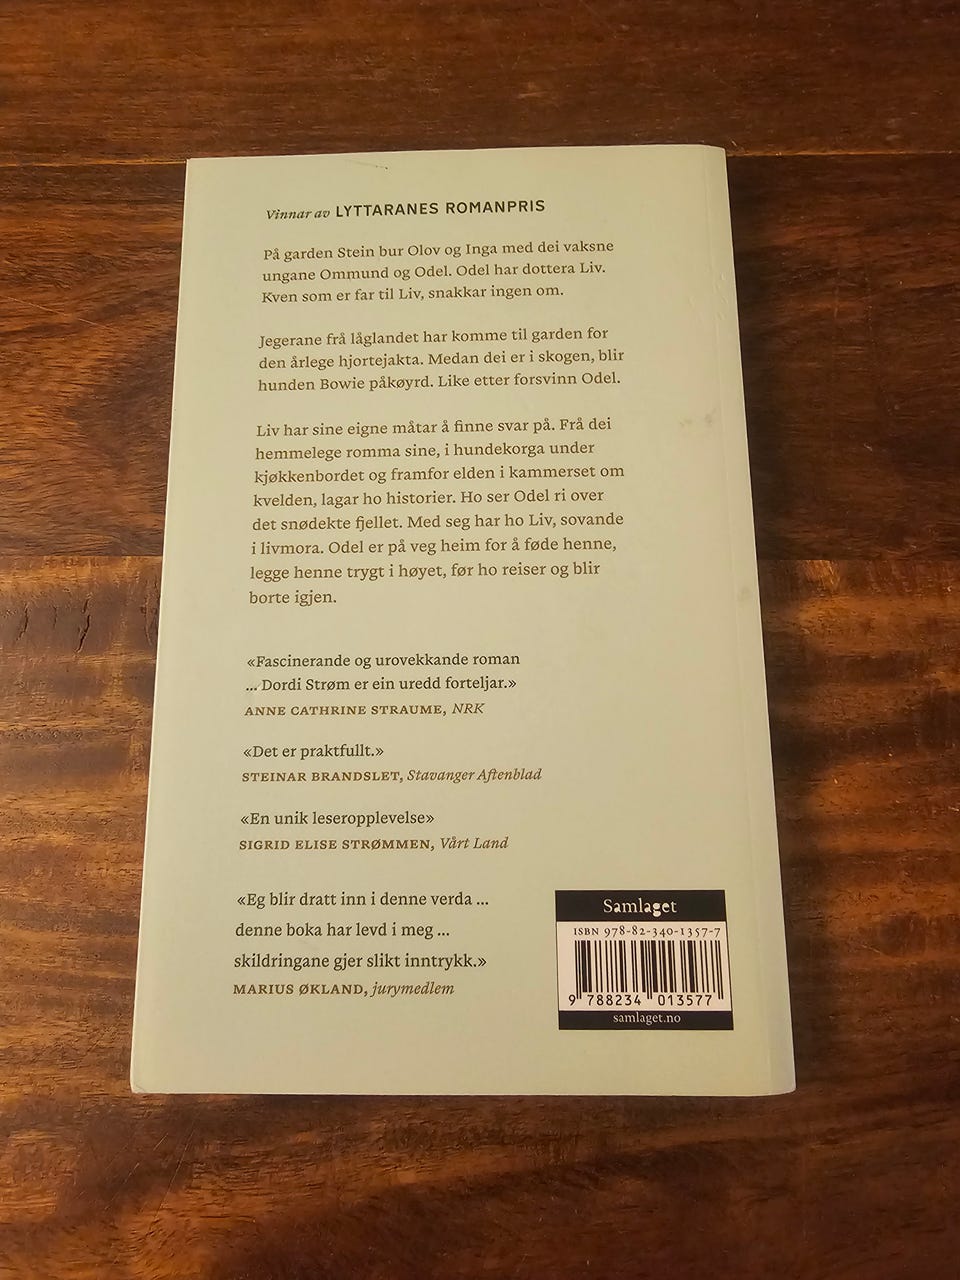 Vinnar av LYTTARANES ROMANPRIS
På garden Stein bur Olov og Inga med dei vaksne
ungane Ommund og Odel. Odel har dottera Liv.
Kven som er far til Liv, snakkar ingen om.
Jegerane frå låglandet har komme til garden for
den årlege hjortejakta. Medan dei er i skogen, blir
hunden Bowie påkøyrd. Like etter forsvinn Odel.
Liv har sine eigne måtar å finne svar på. Frå dei
hemmelege romma sine, i hundekorga under
kjøkkenbordet og framfor elden i kammerset om
kvelden, lagar ho historier. Ho ser Odel ri over
det snødekte fjellet. Med seg har ho Liv, sovande
i livmora. Odel er på veg heim for å føde henne,
legge henne trygt i høyet, før ho reiser og blir
borte igjen.
«Fascinerande og urovekkande roman
... Dordi Strøm er ein uredd forteljar.»
ANNE CATHRINE STRAUME, NRK
«Det er praktfullt.»
STEINAR BRANDSLET, Stavanger Aftenblad
«En unik leseropplevelse»
SIGRID ELISE STRØMMEN, Vårt Land
«Eg blir dratt inn i denne verda ...
denne boka har levd i meg ...
skildringane gjer slikt inntrykk.»
MARIUS ØKLAND, jurymedlem
Samlaget
ISBN 978-82-340-1357-7
9 788234 013577
samlaget.no